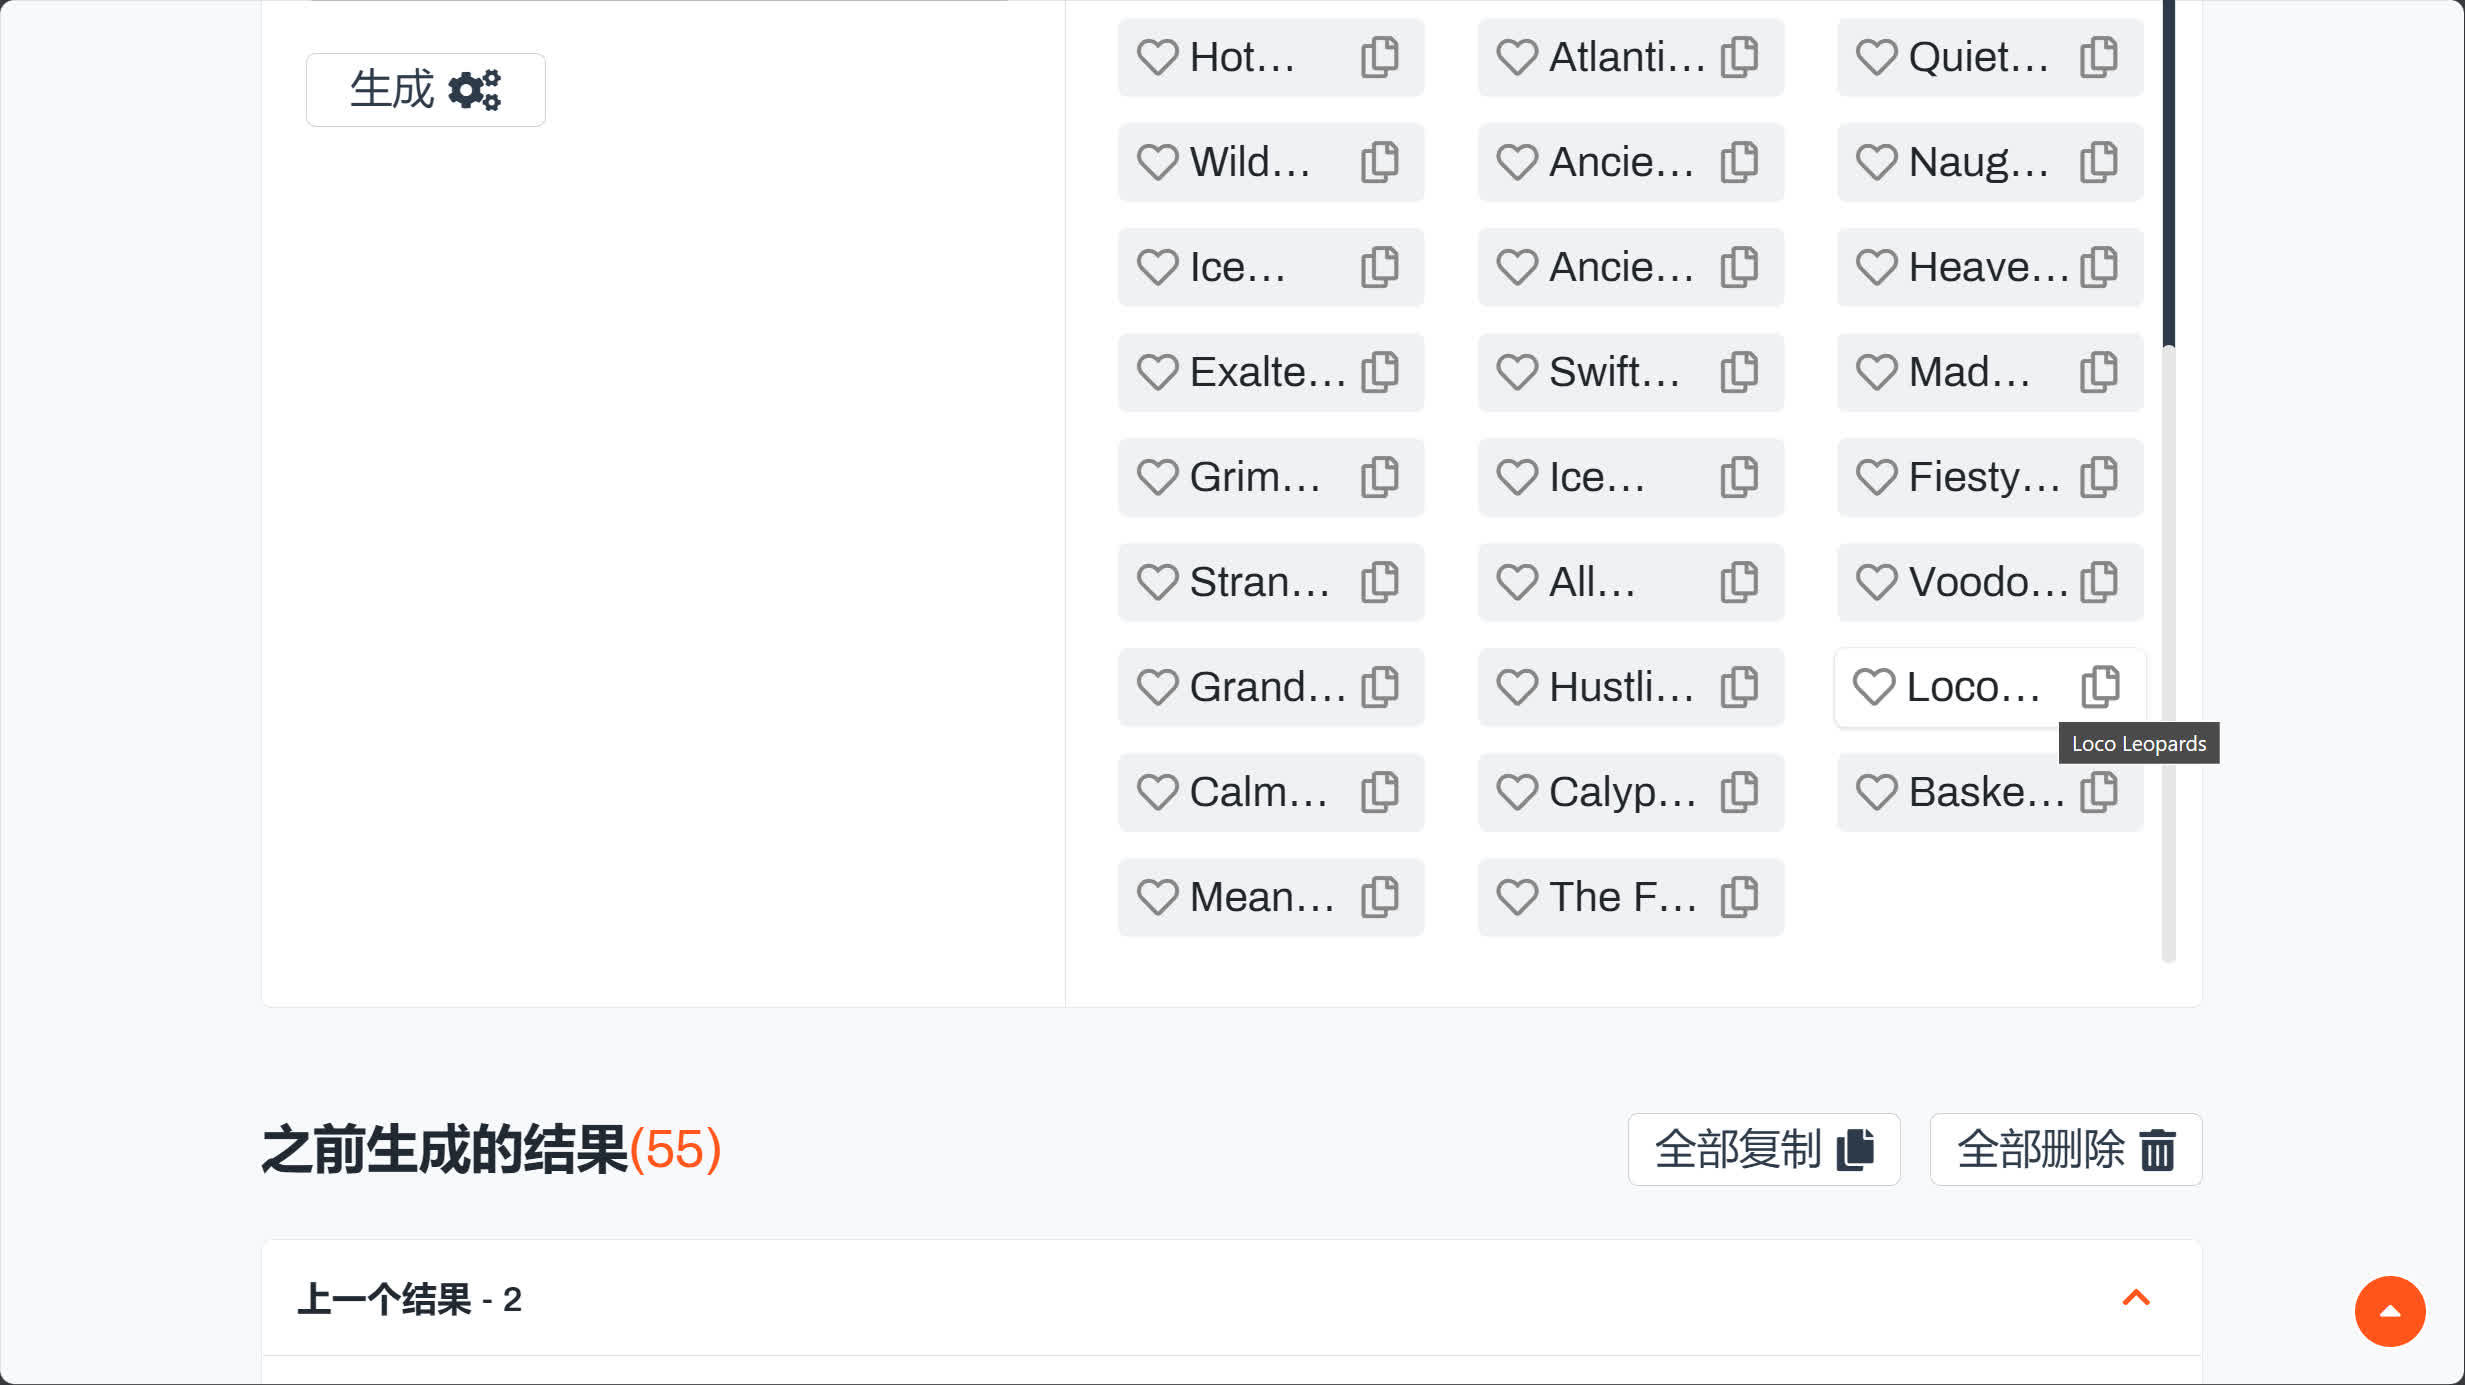 生成
Hot...
Atlanti...
Quiet...
Wild...
Ancie...
Naug...
Ice...
Ancie...
Heave...
Exalte...
Swift...
Mad...
Grim...
Ice...
Fiesty...
Stran...
All...
Voodo...
Grand...
Hustli...
Loco...
Loco Leopards
Calm...
Calyp...
Baske...
Mean...
The F...
之前生成的结果(55)
全部复制
全部删除
上一个结果 - 2